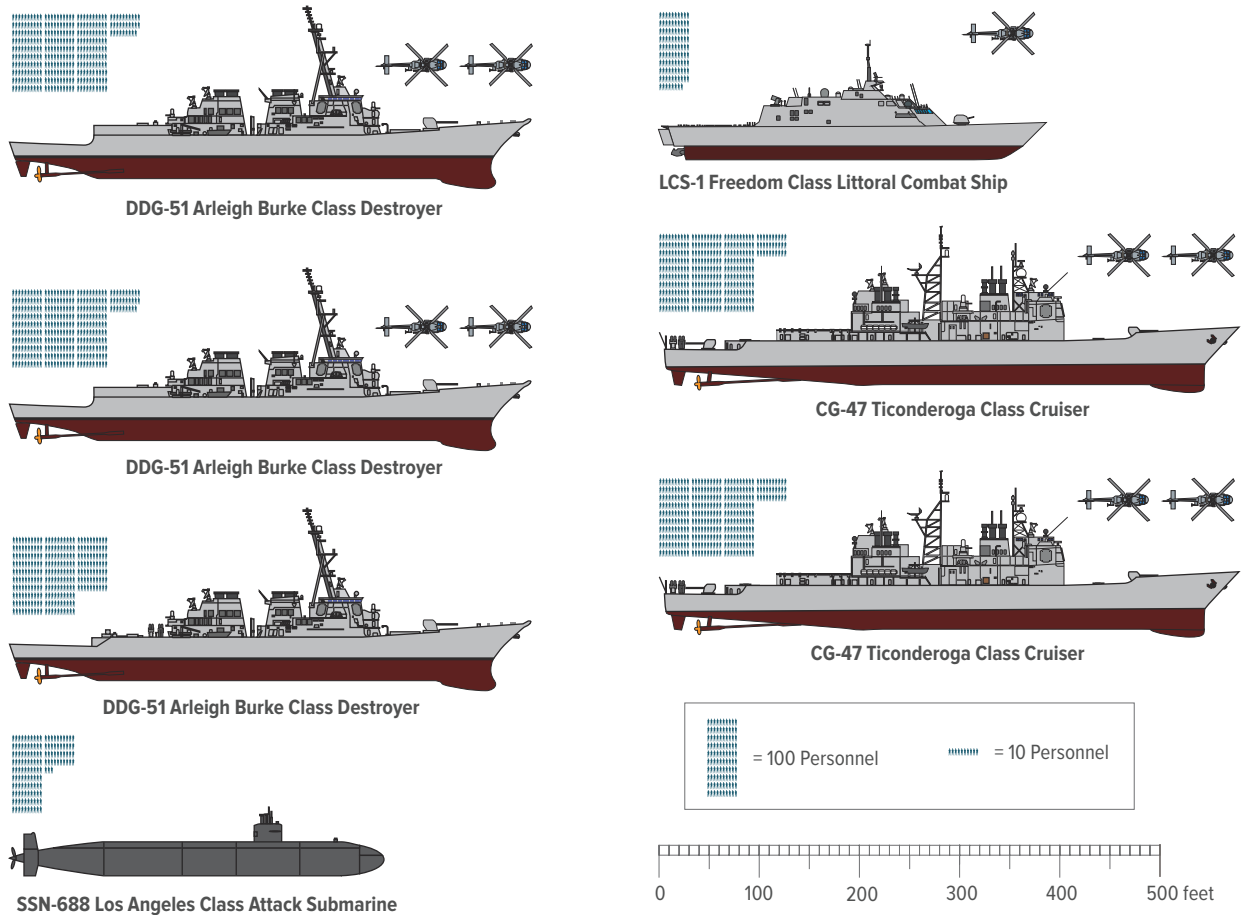 DDG-51 Arleigh Burke Class Destroyer
DDG-51 Arleigh Burke Class Destroyer
DDG-51 Arleigh Burke Class Destroyer
SSN-688 Los Angeles Class Attack Submarine
LCS-1 Freedom Class Littoral Combat Ship
CG-47 Ticonderoga Class Cruiser
CG-47 Ticonderoga Class Cruiser
= 100 Personnel
= 10 Personnel
0 100 200 300 400 500 feet